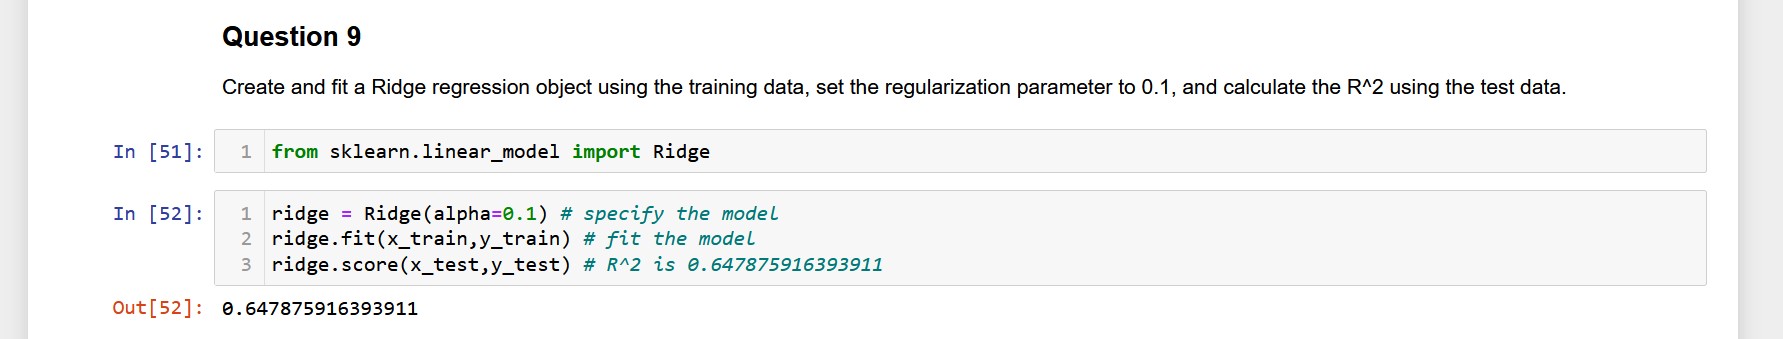 Question 9
Create and fit a Ridge regression object using the training data, set the regularization parameter to 0.1, and calculate the R^2 using the test data.
In [51]: 1 from sklearn.linear_model import Ridge
In [52]: 1 ridge = Ridge(alpha=0.1) # specify the model
2 ridge.fit(x_train,y_train) # fit the model
3 ridge.score(x_test,y_test) # R^2 is 0.647875916393911
Out[52]: 0.647875916393911